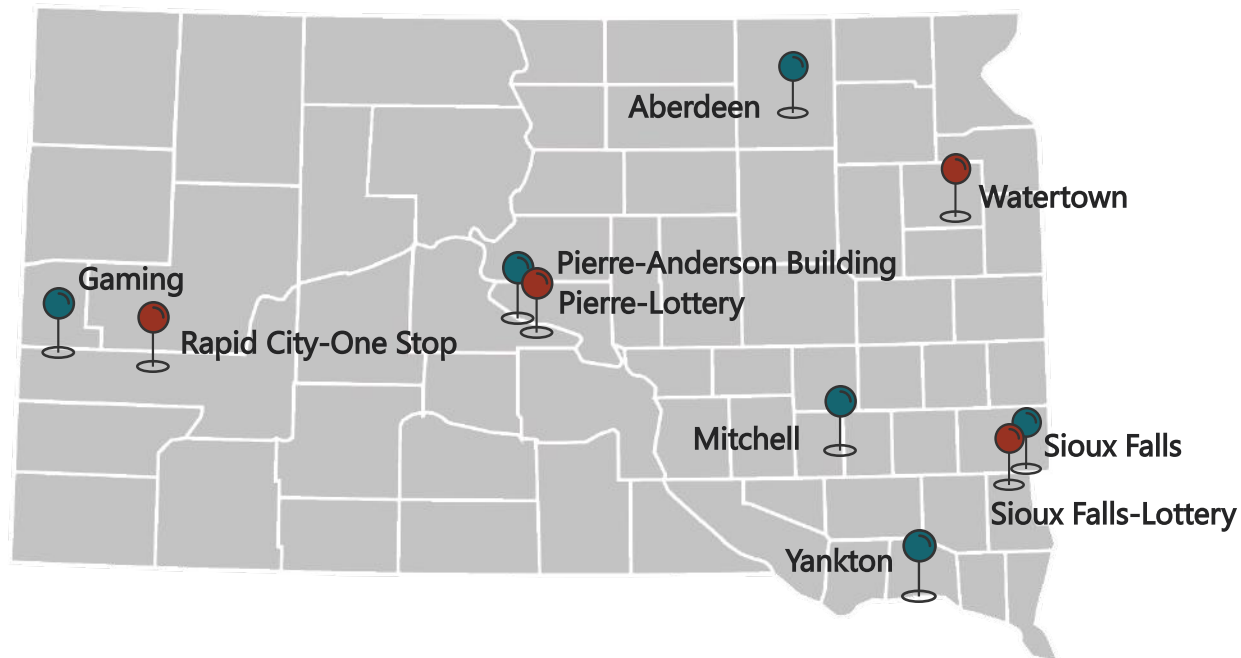 Aberdeen
Watertown
Pierre-Anderson Building
Gaming
Pierre-Lottery
Rapid City-One Stop
Mitchell
Sioux Falls
Sioux Falls-Lottery
Yankton